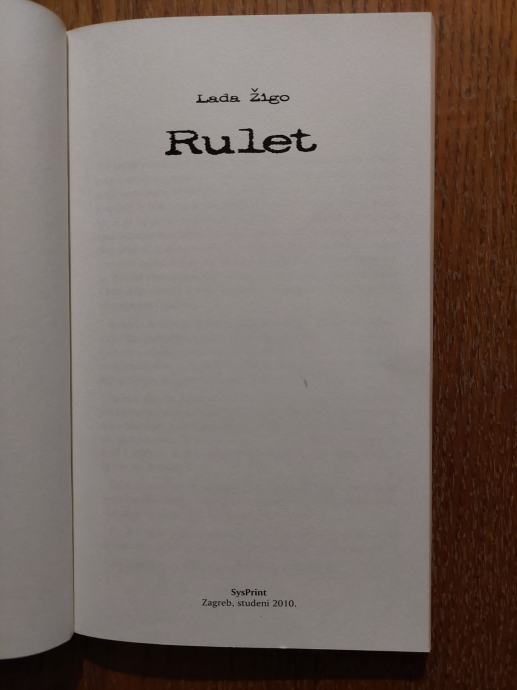 Lada Žigo
Rulet
SysPrint
Zagreb, studeni 2010.